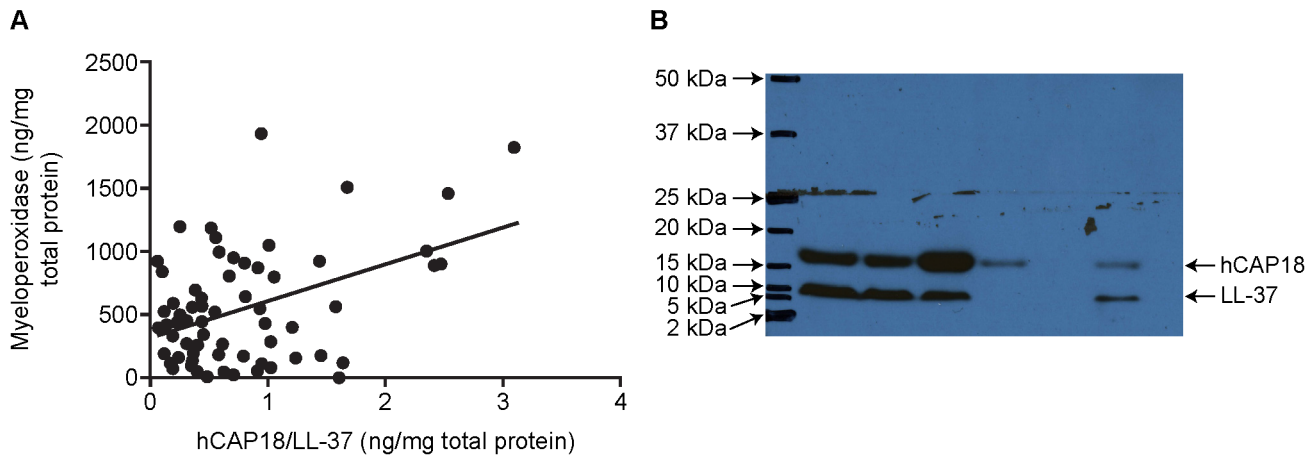 A
Myeloperoxidase (ng/mg
total protein)
2500
2000
1500
1000
500
0
0 1 2 3 4
hCAP18/LL-37 (ng/mg total protein)
B
50 kDa
37 kDa
25 kDa
20 kDa
15 kDa
10 kDa
5 kDa
2 kDa
hCAP18
LL-37